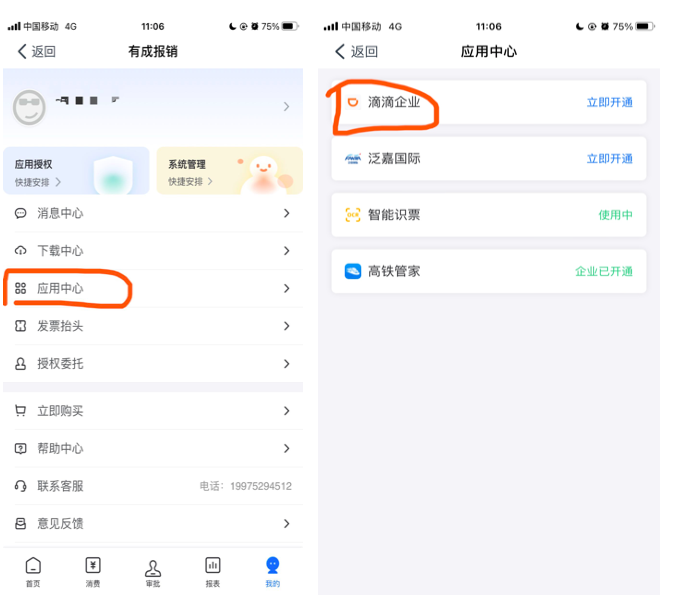 中国移动 4G 11:06 75%
返回 有成报销
应用授权
快捷安排
系统管理
快捷安排
消息中心
下载中心
应用中心
发票抬头
授权委托
立即购买
帮助中心
联系客服 电话：19975294512
意见反馈
首页 消费 审批 报表 我的
中国移动 4G 11:06 75%
返回 应用中心
滴滴企业 立即开通
泛嘉国际 立即开通
OCR 智能识票 使用中
高铁管家 企业已开通